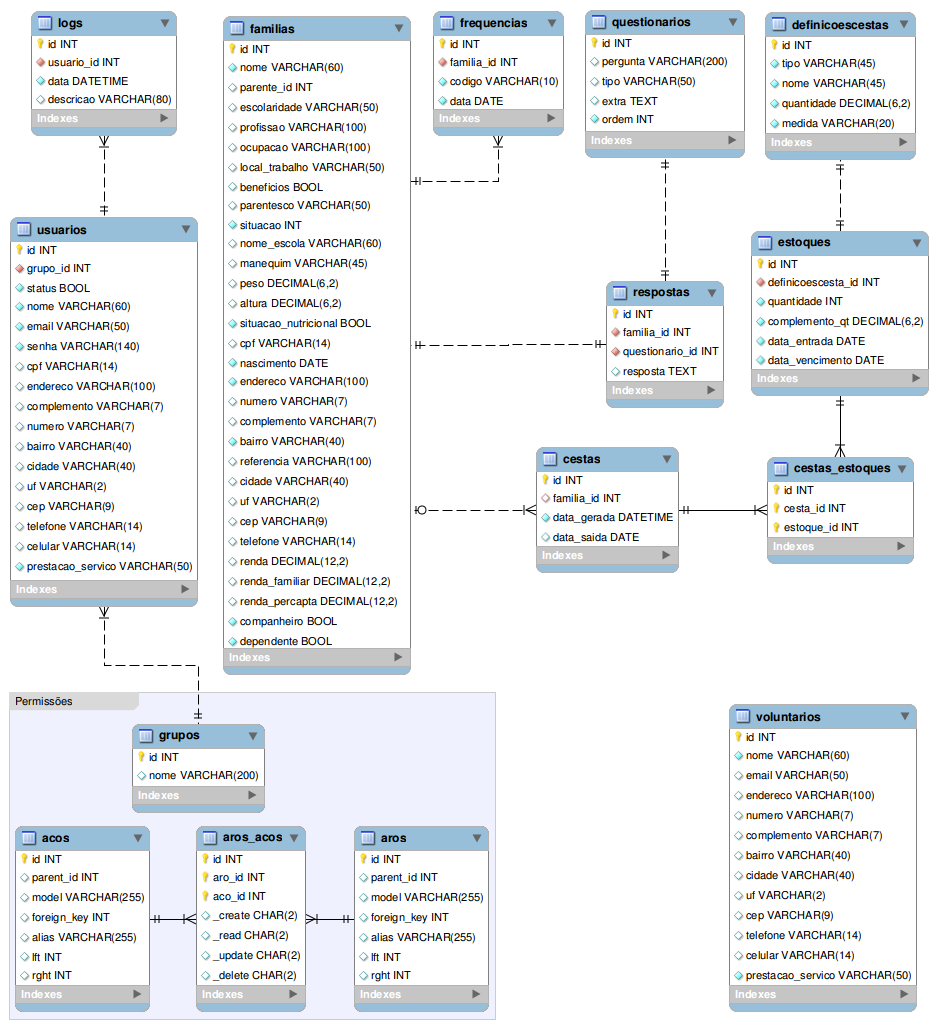 logs
id INT
usuario_id INT
data DATETIME
descricao VARCHAR(80)
Indexes
usuarios
id INT
grupo_id INT
status BOOL
nome VARCHAR(60)
email VARCHAR(50)
senha VARCHAR(140)
cpf VARCHAR(14)
endereco VARCHAR(100)
complemento VARCHAR(7)
numero VARCHAR(7)
bairro VARCHAR(40)
cidade VARCHAR(40)
uf VARCHAR(2)
cep VARCHAR(9)
telefone VARCHAR(14)
celular VARCHAR(14)
prestacao_servico VARCHAR(50)
Indexes
familias
id INT
nome VARCHAR(60)
parente_id INT
escolaridade VARCHAR(50)
profissao VARCHAR(100)
ocupacao VARCHAR(100)
local_trabalho VARCHAR(50)
beneficios BOOL
parentesco VARCHAR(50)
situacao INT
nome_escola VARCHAR(60)
manequim VARCHAR(45)
peso DECIMAL(6,2)
altura DECIMAL(6,2)
situacao_nutricional BOOL
cpf VARCHAR(14)
nascimento DATE
endereco VARCHAR(100)
numero VARCHAR(7)
complemento VARCHAR(7)
bairro VARCHAR(40)
referencia VARCHAR(100)
cidade VARCHAR(40)
uf VARCHAR(2)
cep VARCHAR(9)
telefone VARCHAR(14)
renda DECIMAL(12,2)
renda_familiar DECIMAL(12,2)
renda_percapta DECIMAL(12,2)
companheiro BOOL
dependente BOOL
Indexes
frequencias
id INT
familia_id INT
codigo VARCHAR(10)
data DATE
Indexes
questionarios
id INT
pergunta VARCHAR(200)
tipo VARCHAR(50)
extra TEXT
ordem INT
Indexes
definicoescestas
id INT
tipo VARCHAR(45)
nome VARCHAR(45)
quantidade DECIMAL(6,2)
medida VARCHAR(20)
Indexes
estoques
id INT
definicoescesta_id INT
quantidade INT
complemento_qt DECIMAL(6,2)
data_entrada DATE
data_vencimento DATE
Indexes
respostas
id INT
familia_id INT
questionario_id INT
resposta TEXT
Indexes
cestas
id INT
familia_id INT
data_gerada DATETIME
data_saida DATE
Indexes
cestas_estoques
id INT
cesta_id INT
estoque_id INT
Indexes
Permissões
grupos
id INT
nome VARCHAR(200)
Indexes
acos
id INT
parent_id INT
model VARCHAR(255)
foreign_key INT
alias VARCHAR(255)
lft INT
rght INT
Indexes
aros_acos
id INT
aro_id INT
aco_id INT
_create CHAR(2)
_read CHAR(2)
_update CHAR(2)
_delete CHAR(2)
Indexes
aros
id INT
parent_id INT
model VARCHAR(255)
foreign_key INT
alias VARCHAR(255)
lft INT
rght INT
Indexes
voluntarios
id INT
nome VARCHAR(60)
email VARCHAR(50)
endereco VARCHAR(100)
numero VARCHAR(7)
complemento VARCHAR(7)
bairro VARCHAR(40)
cidade VARCHAR(40)
uf VARCHAR(2)
cep VARCHAR(9)
telefone VARCHAR(14)
celular VARCHAR(14)
prestacao_servico VARCHAR(50)
Indexes